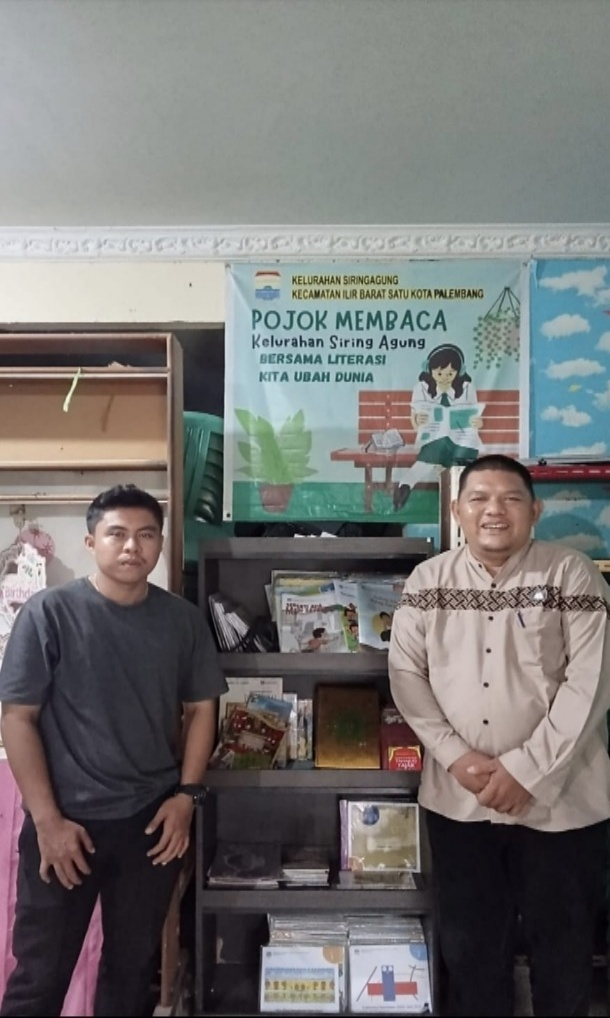 KELURAHAN SIRINGAGUNG
KECAMATAN ILIR BARAT SATU KOTA PALEMBANG
POJOK MEMBACA
Kelurahan Siring Agung
BERSAMA LITERASI
KITA UBAH DUNIA